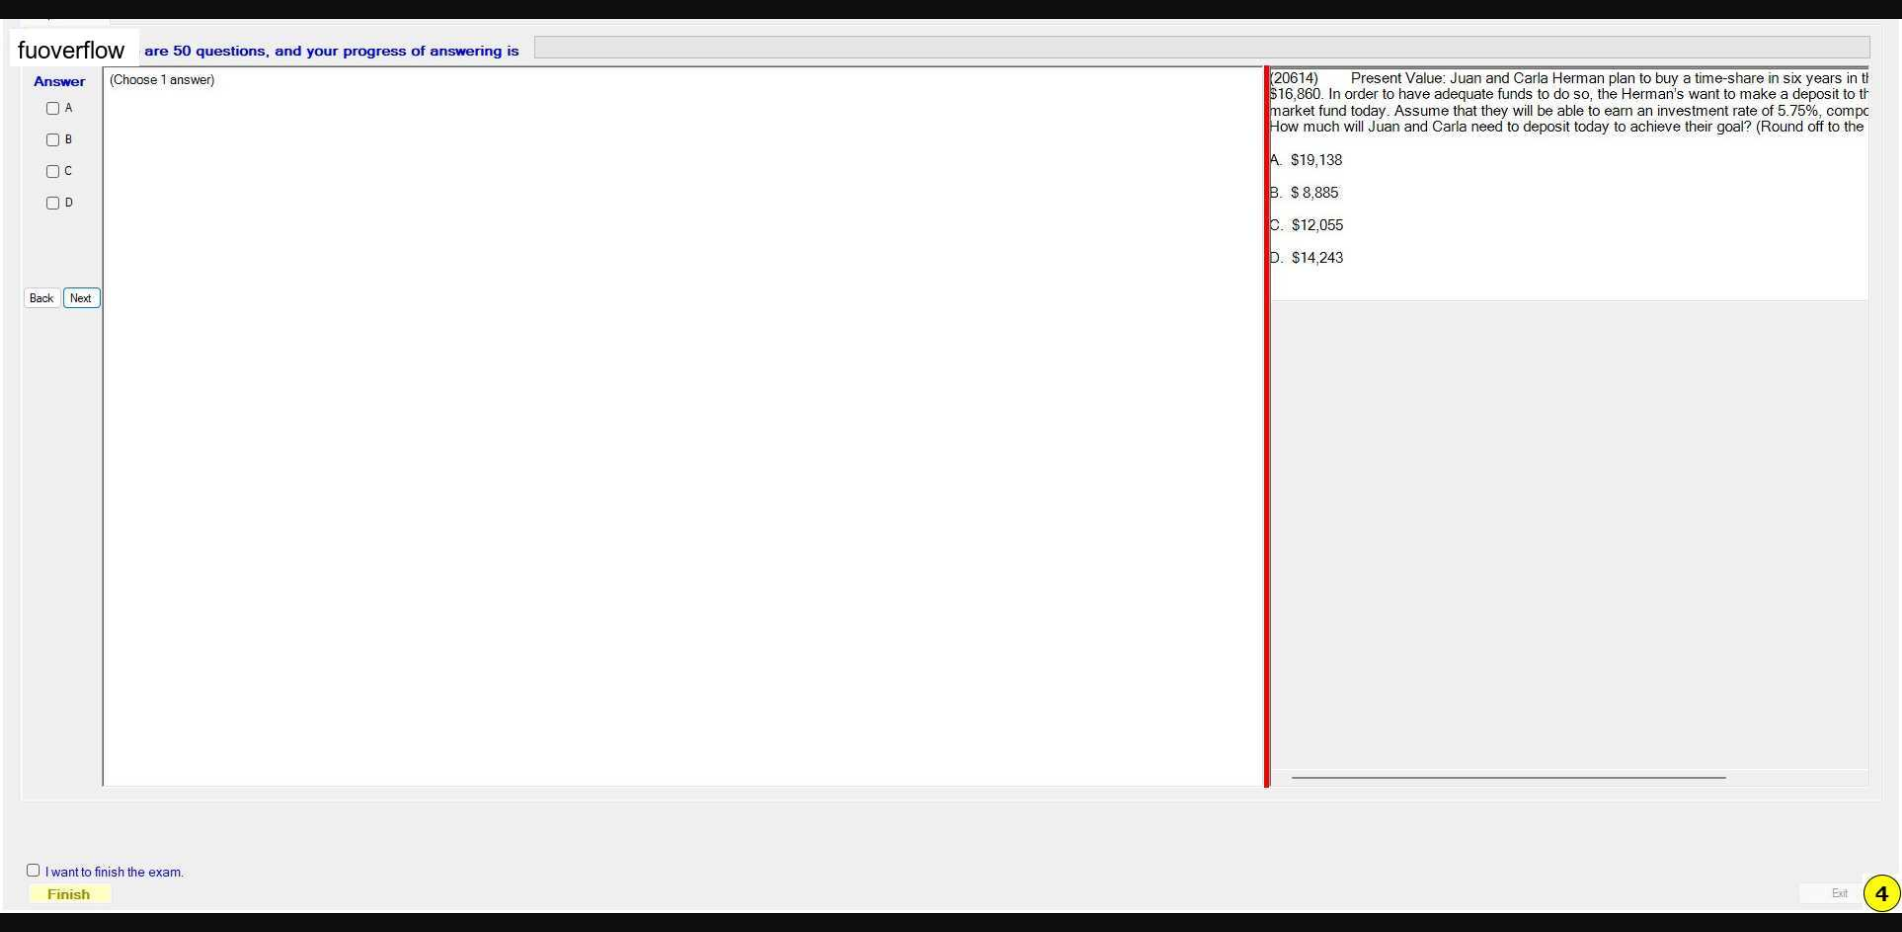 fuoverflow are 50 questions, and your progress of answering is
Answer
(Choose 1 answer)
A
B
C
D
Back Next
(20614) Present Value: Juan and Carla Herman plan to buy a time-share in six years in th
$16,860. In order to have adequate funds to do so, the Herman's want to make a deposit to th
market fund today. Assume that they will be able to earn an investment rate of 5.75%, compo
How much will Juan and Carla need to deposit today to achieve their goal? (Round off to the
A. $19,138
B. $ 8,885
C. $12,055
D. $14,243
I want to finish the exam.
Finish
Exit
4